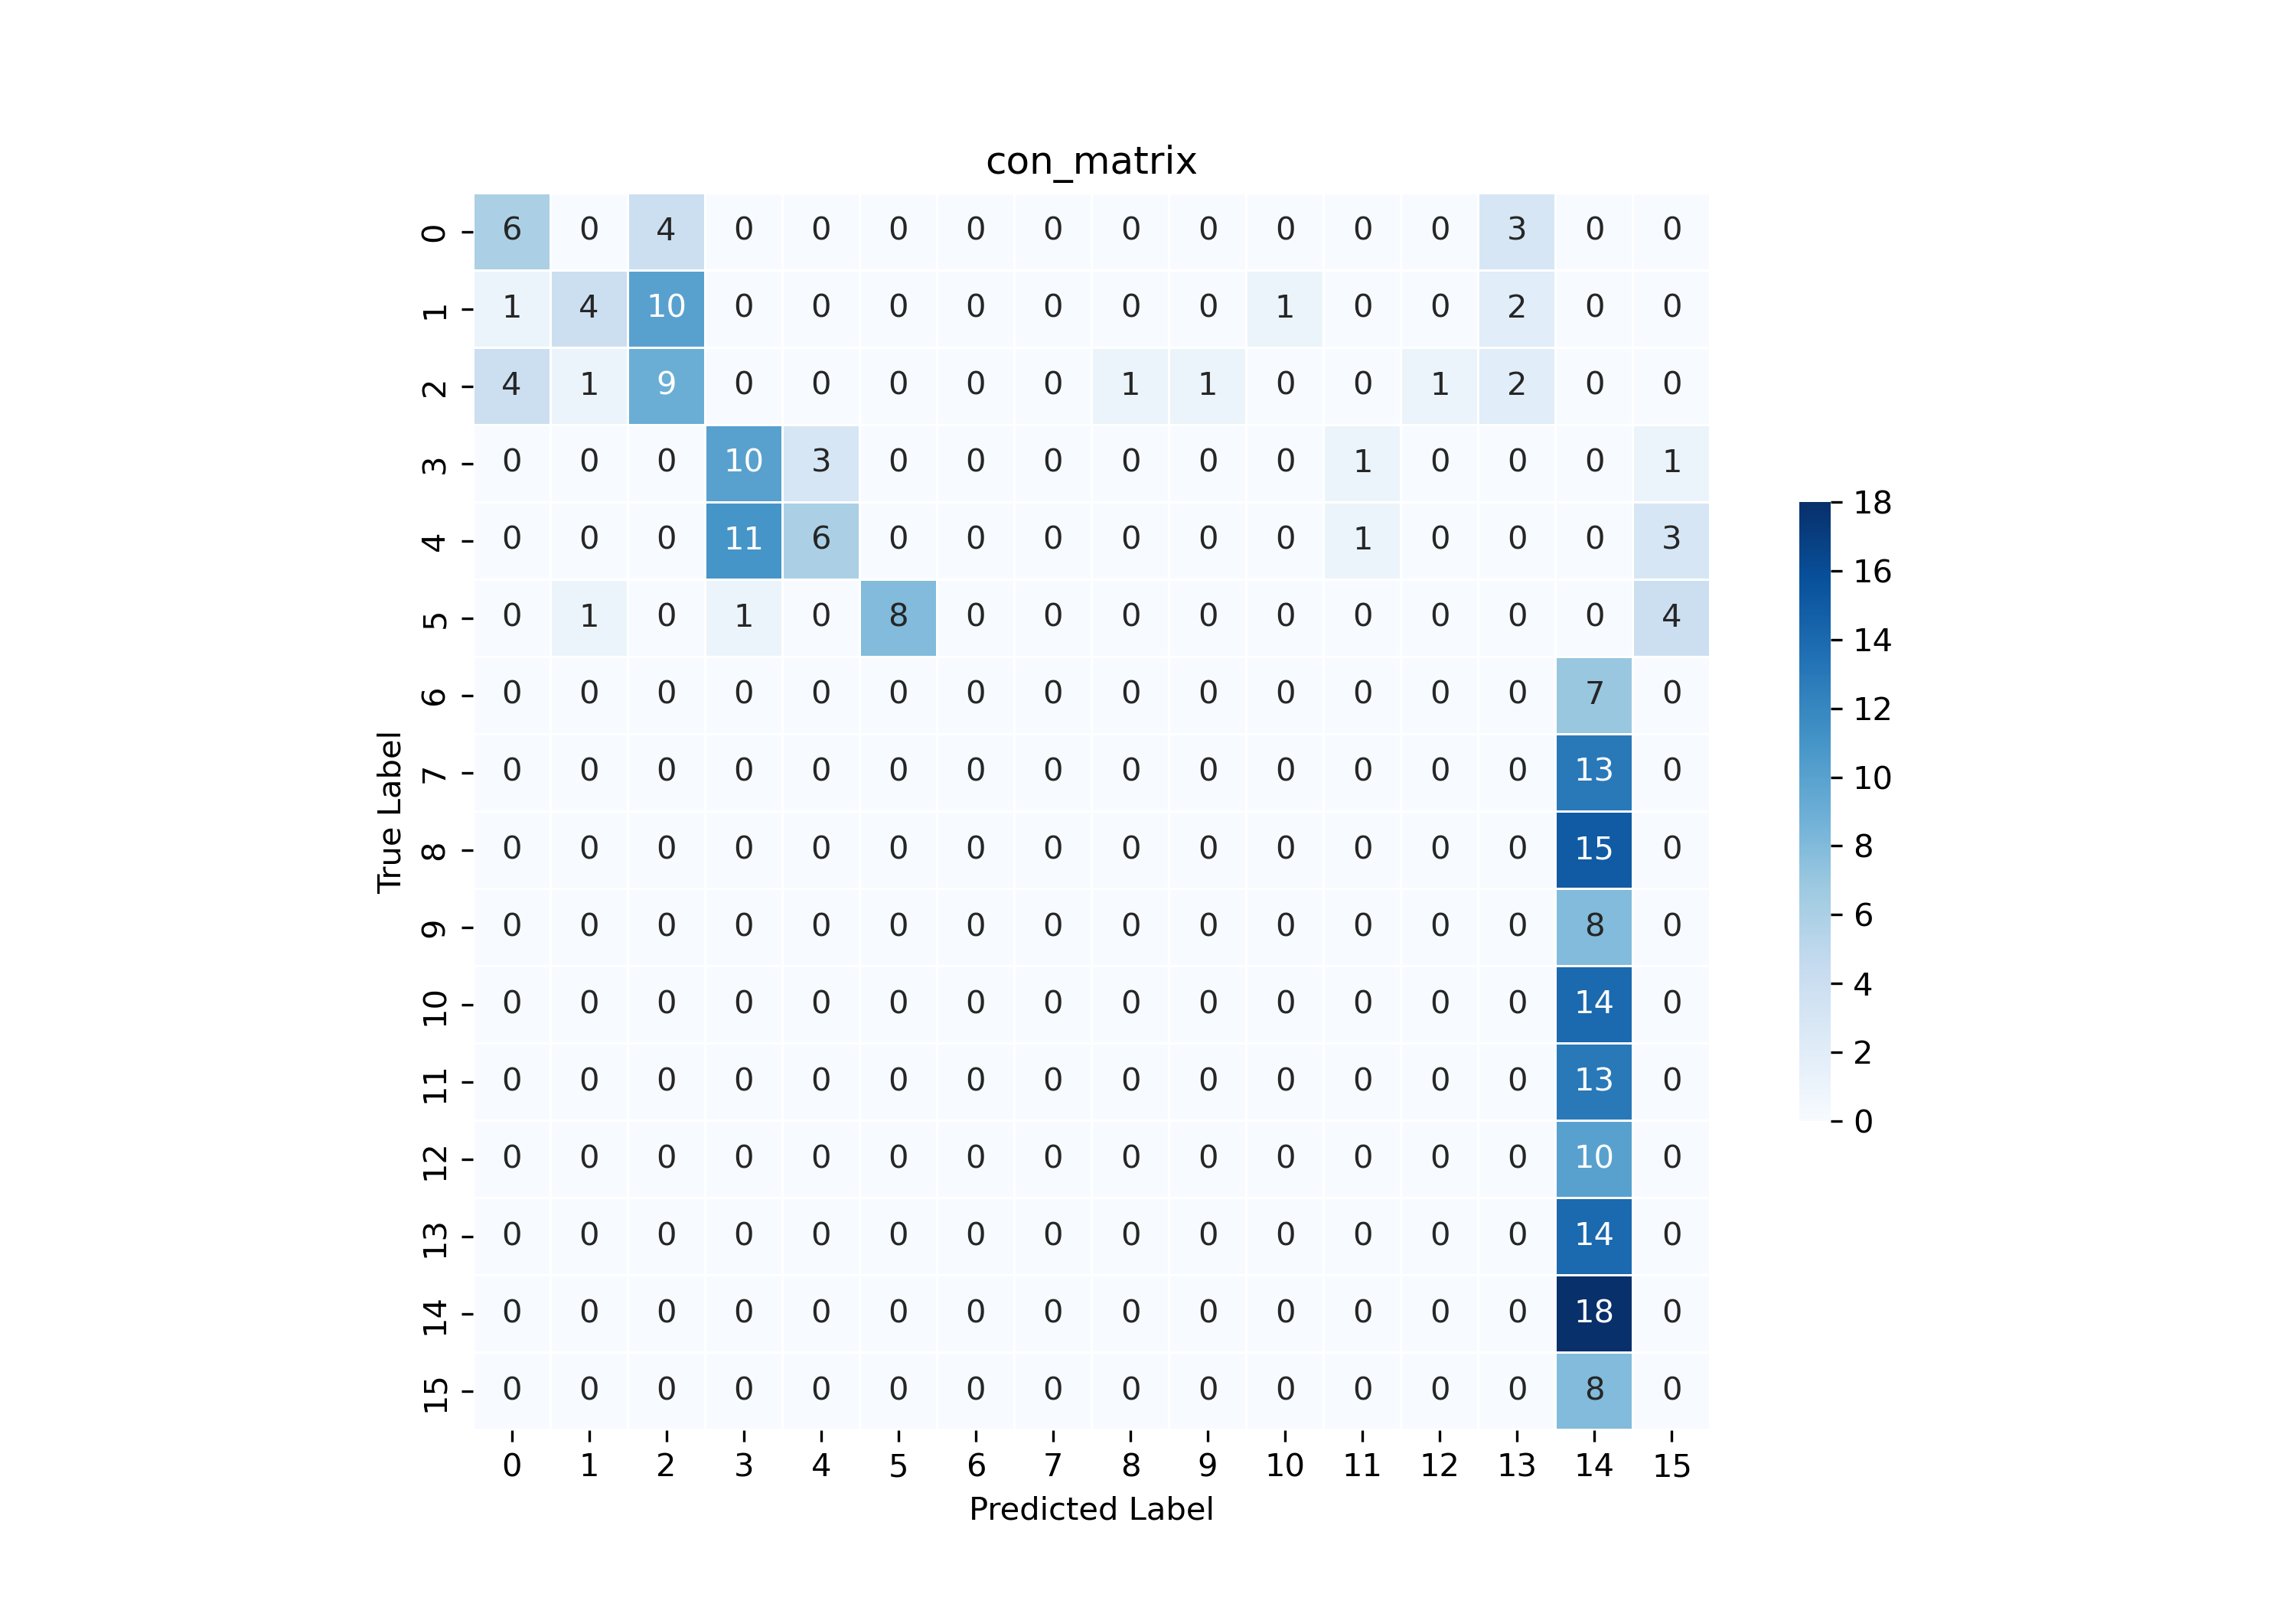 con_matrix
0 6 0 4 0 0 0 0 0 0 0 0 0 0 3 0 0
1 1 4 10 0 0 0 0 0 0 0 1 0 0 2 0 0
2 4 1 9 0 0 0 0 0 1 1 0 0 1 2 0 0
3 0 0 0 10 3 0 0 0 0 0 0 1 0 0 0 1
4 0 0 0 11 6 0 0 0 0 0 0 1 0 0 0 3
5 0 1 0 1 0 8 0 0 0 0 0 0 0 0 0 4
6 0 0 0 0 0 0 0 0 0 0 0 0 0 0 7 0
7 0 0 0 0 0 0 0 0 0 0 0 0 0 0 13 0
8 0 0 0 0 0 0 0 0 0 0 0 0 0 0 15 0
9 0 0 0 0 0 0 0 0 0 0 0 0 0 0 8 0
10 0 0 0 0 0 0 0 0 0 0 0 0 0 0 14 0
11 0 0 0 0 0 0 0 0 0 0 0 0 0 0 13 0
12 0 0 0 0 0 0 0 0 0 0 0 0 0 0 10 0
13 0 0 0 0 0 0 0 0 0 0 0 0 0 0 14 0
14 0 0 0 0 0 0 0 0 0 0 0 0 0 0 18 0
15 0 0 0 0 0 0 0 0 0 0 0 0 0 0 8 0
0 1 2 3 4 5 6 7 8 9 10 11 12 13 14 15
Predicted Label
True Label
18
16
14
12
10
8
6
4
2
0